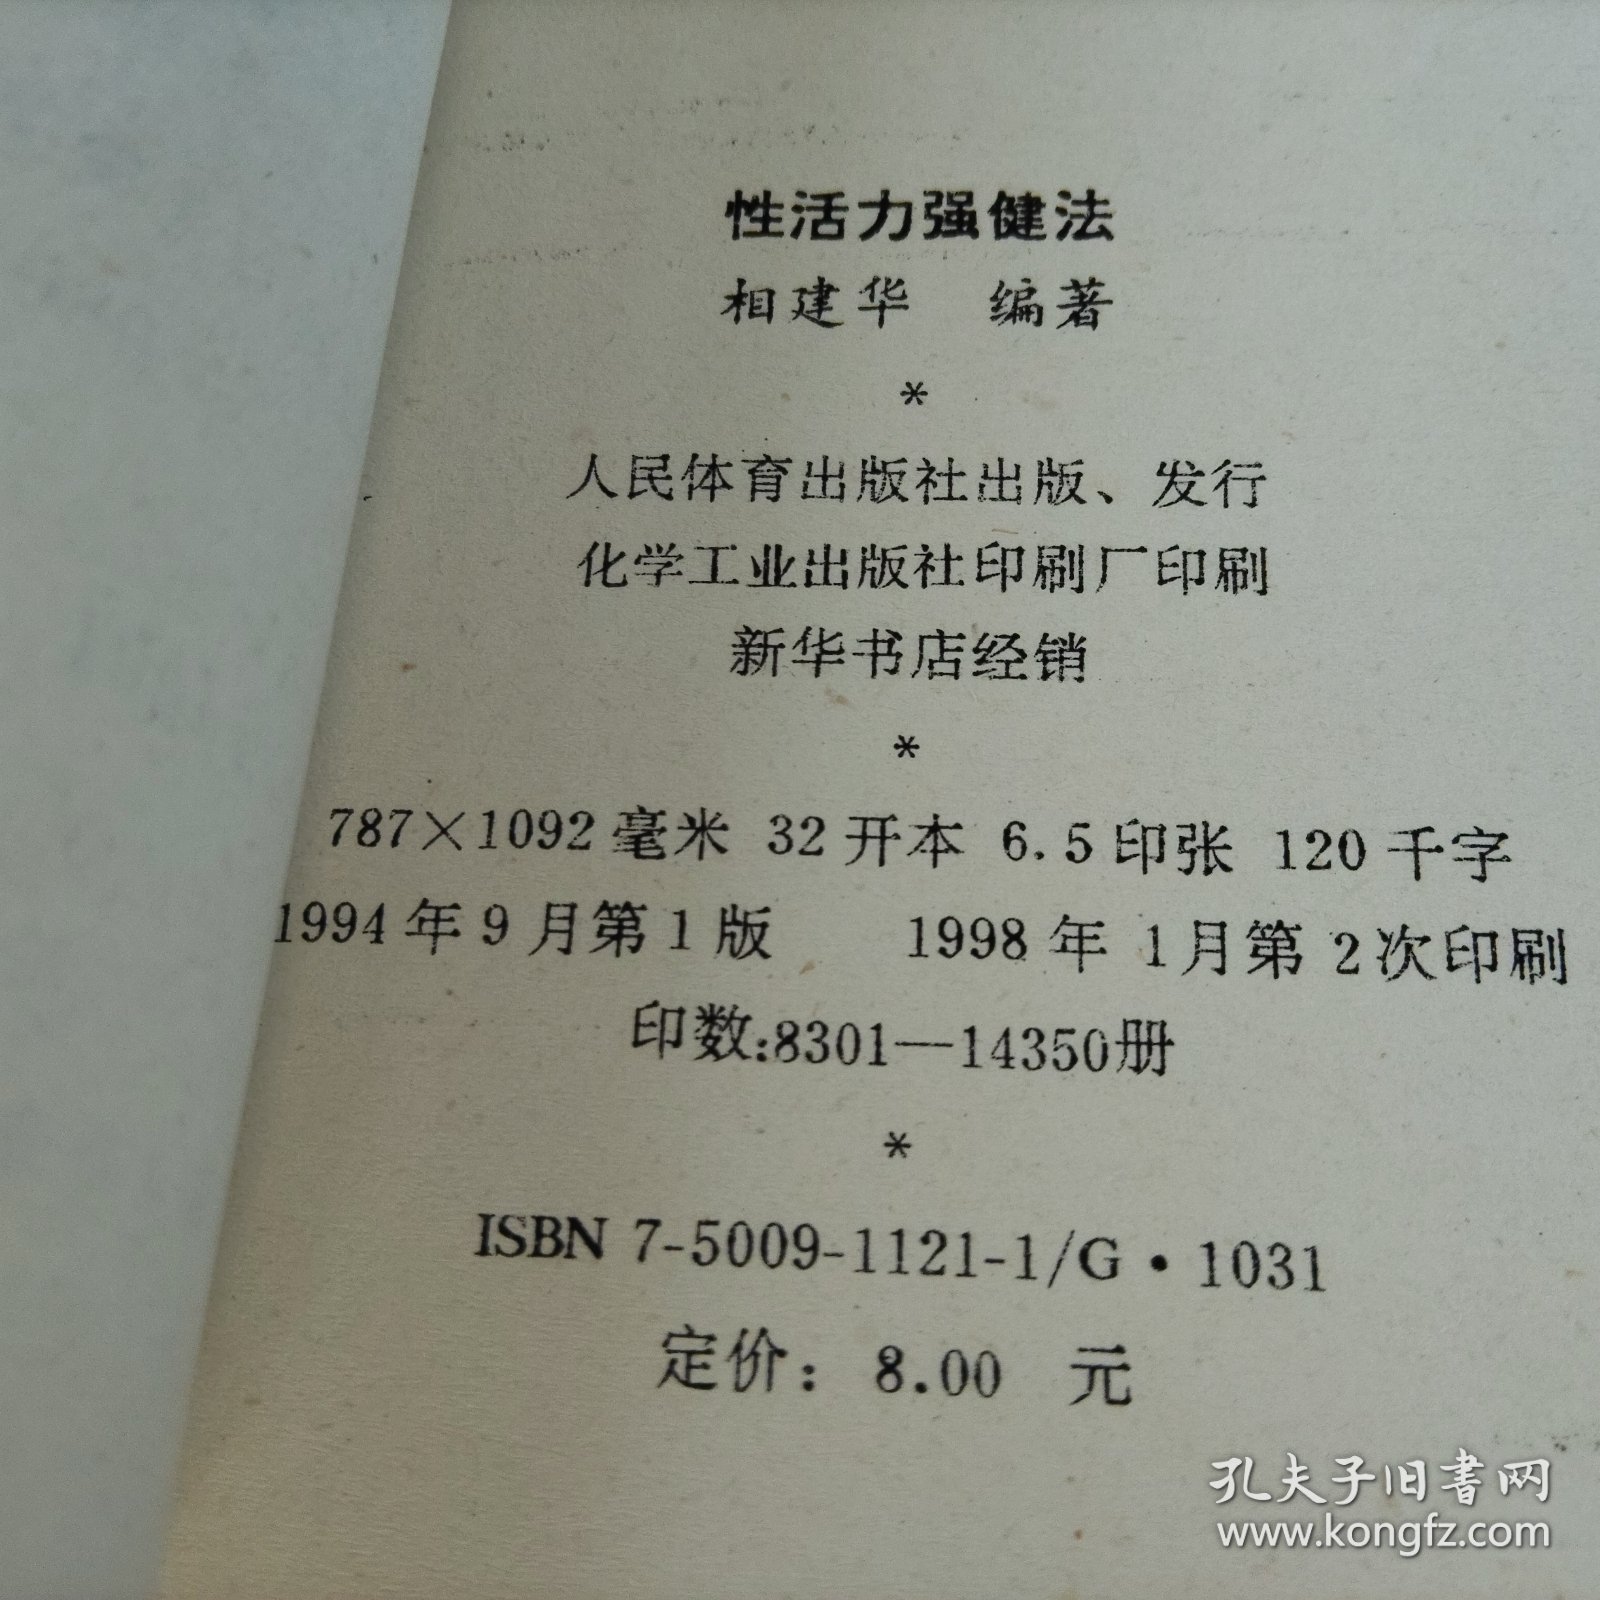 性活力强健法
相建华 编著
*
人民体育出版社出版、发行
化学工业出版社印刷厂印刷
新华书店经销
*
787×1092毫米 32开本 6.5印张 120千字
1994年9月第1版 1998年1月第2次印刷
印数:8301—14350册
*
ISBN 7-5009-1121-1/G·1031
定价: 8.00 元
孔夫子旧书网
www.kongfz.com